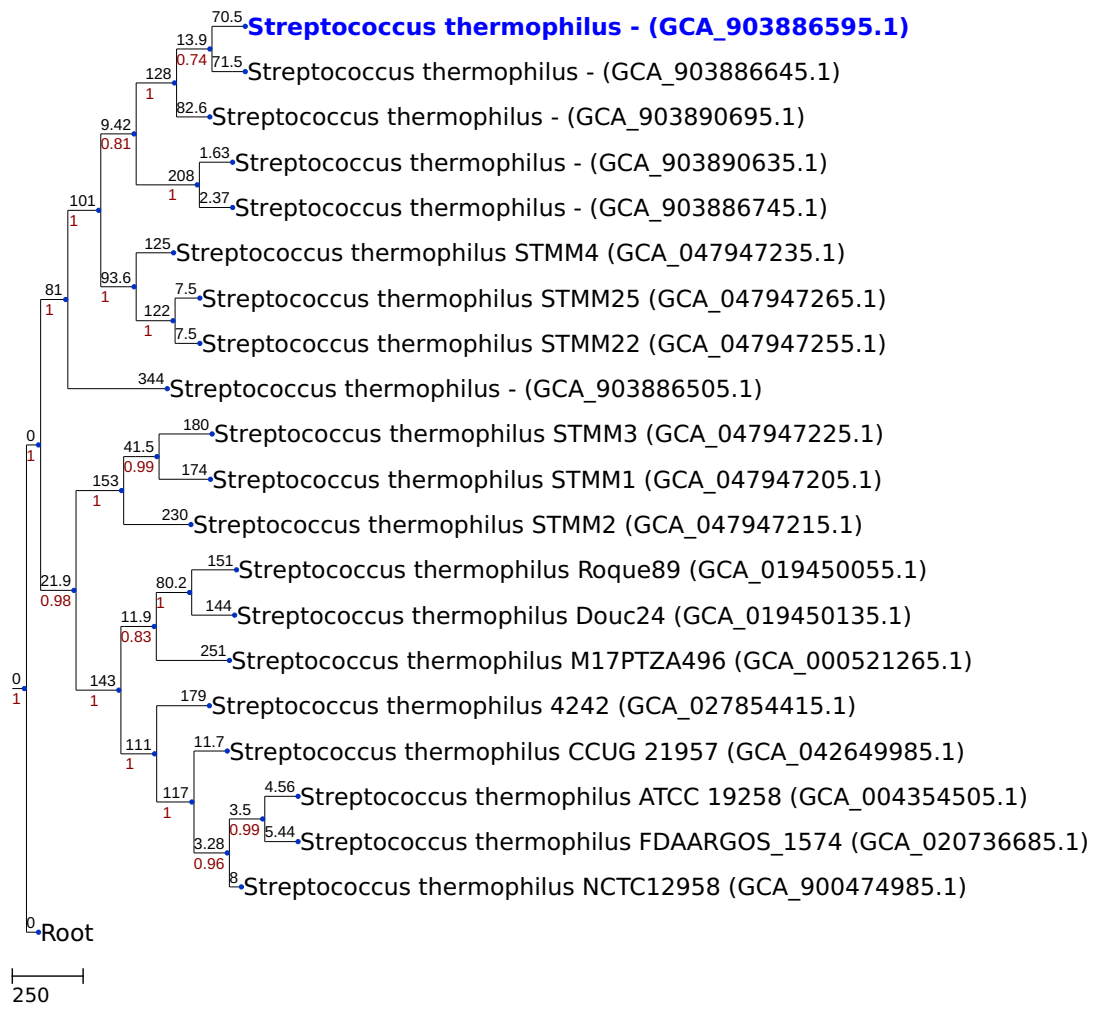 70.5
Streptococcus thermophilus - (GCA_903886595.1)
13.9
0.74
71.5
Streptococcus thermophilus - (GCA_903886645.1)
128
1
82.6
Streptococcus thermophilus - (GCA_903890695.1)
9.42
0.81
1.63
Streptococcus thermophilus - (GCA_903890635.1)
208
1
2.37
Streptococcus thermophilus - (GCA_903886745.1)
101
1
125
Streptococcus thermophilus STMM4 (GCA_047947235.1)
93.6
1
7.5
Streptococcus thermophilus STMM25 (GCA_047947265.1)
122
1
7.5
Streptococcus thermophilus STMM22 (GCA_047947255.1)
81
1
344
Streptococcus thermophilus - (GCA_903886505.1)
0
1
180
Streptococcus thermophilus STMM3 (GCA_047947225.1)
41.5
0.99
174
Streptococcus thermophilus STMM1 (GCA_047947205.1)
153
1
230
Streptococcus thermophilus STMM2 (GCA_047947215.1)
21.9
0.98
151
Streptococcus thermophilus Roque89 (GCA_019450055.1)
80.2
1
144
Streptococcus thermophilus Douc24 (GCA_019450135.1)
11.9
0.83
251
Streptococcus thermophilus M17PTZA496 (GCA_000521265.1)
143
1
0
1
179
Streptococcus thermophilus 4242 (GCA_027854415.1)
111
1
11.7
Streptococcus thermophilus CCUG 21957 (GCA_042649985.1)
117
1
4.56
Streptococcus thermophilus ATCC 19258 (GCA_004354505.1)
3.5
0.99
5.44
Streptococcus thermophilus FDAARGOS_1574 (GCA_020736685.1)
3.28
0.96
8
Streptococcus thermophilus NCTC12958 (GCA_900474985.1)
0
Root
250